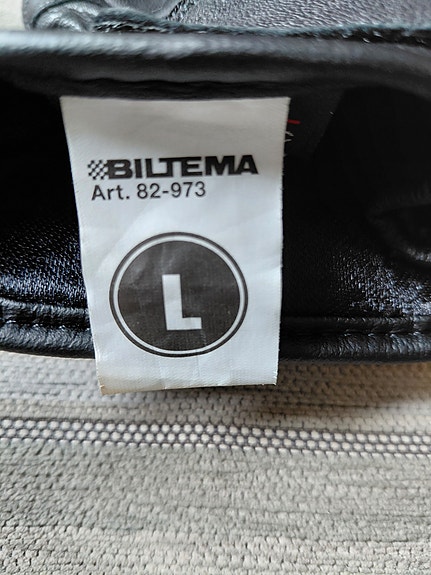 BILTEMA
Art. 82-973
L